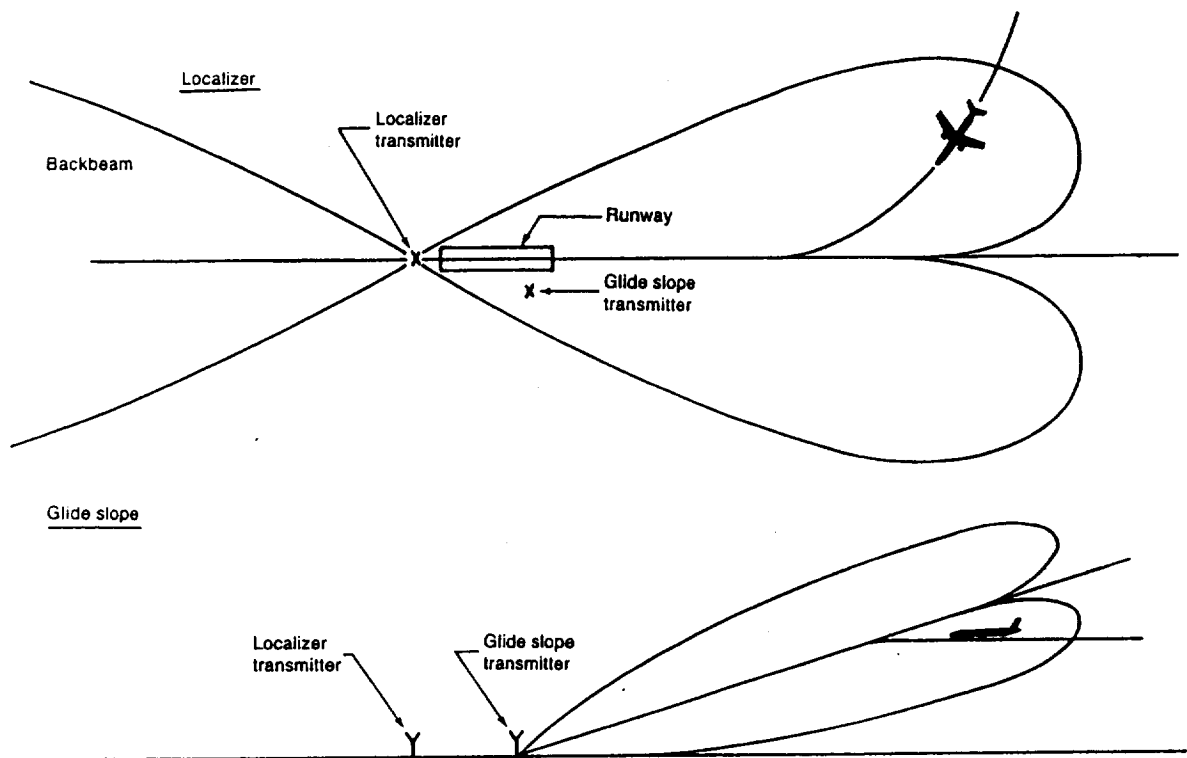 Localizer
Localizer
transmitter
Backbeam
Runway
Glide slope
transmitter
Glide slope
Localizer
transmitter
Glide slope
transmitter